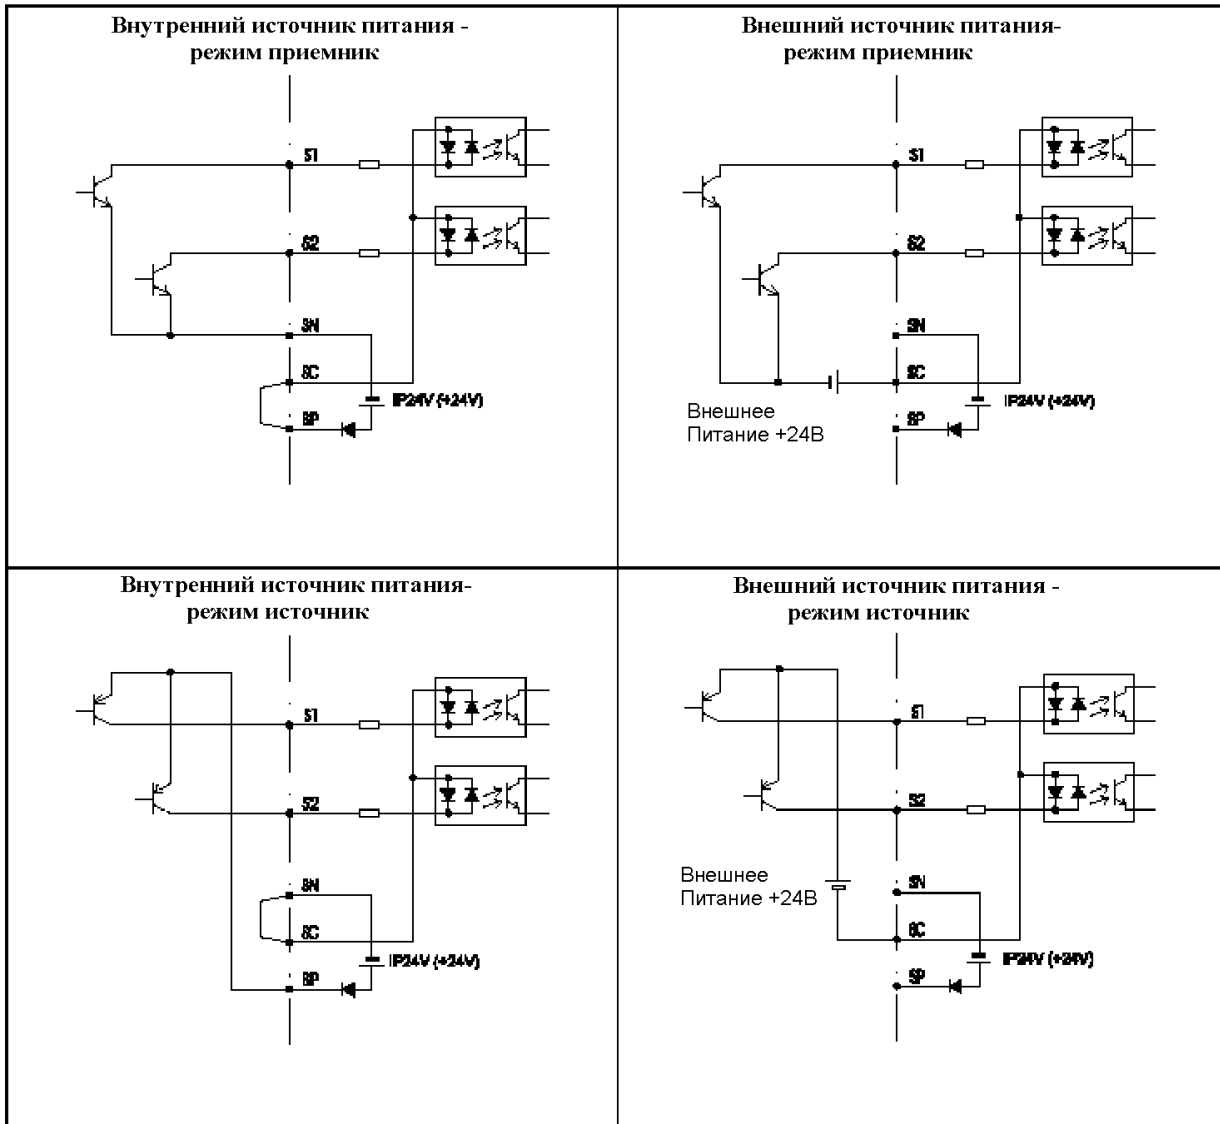 Внутренний источник питания -
режим приемник
S1
S2
SN
SC
IP24V (+24V)
SP
Внешний источник питания-
режим приемник
S1
S2
SN
SC
IP24V (+24V)
Внешнее
Питание +24В
SP
Внутренний источник питания-
режим источник
S1
S2
SN
SC
IP24V (+24V)
SP
Внешний источник питания -
режим источник
S1
S2
Внешнее
Питание +24В
SN
SC
IP24V (+24V)
SP